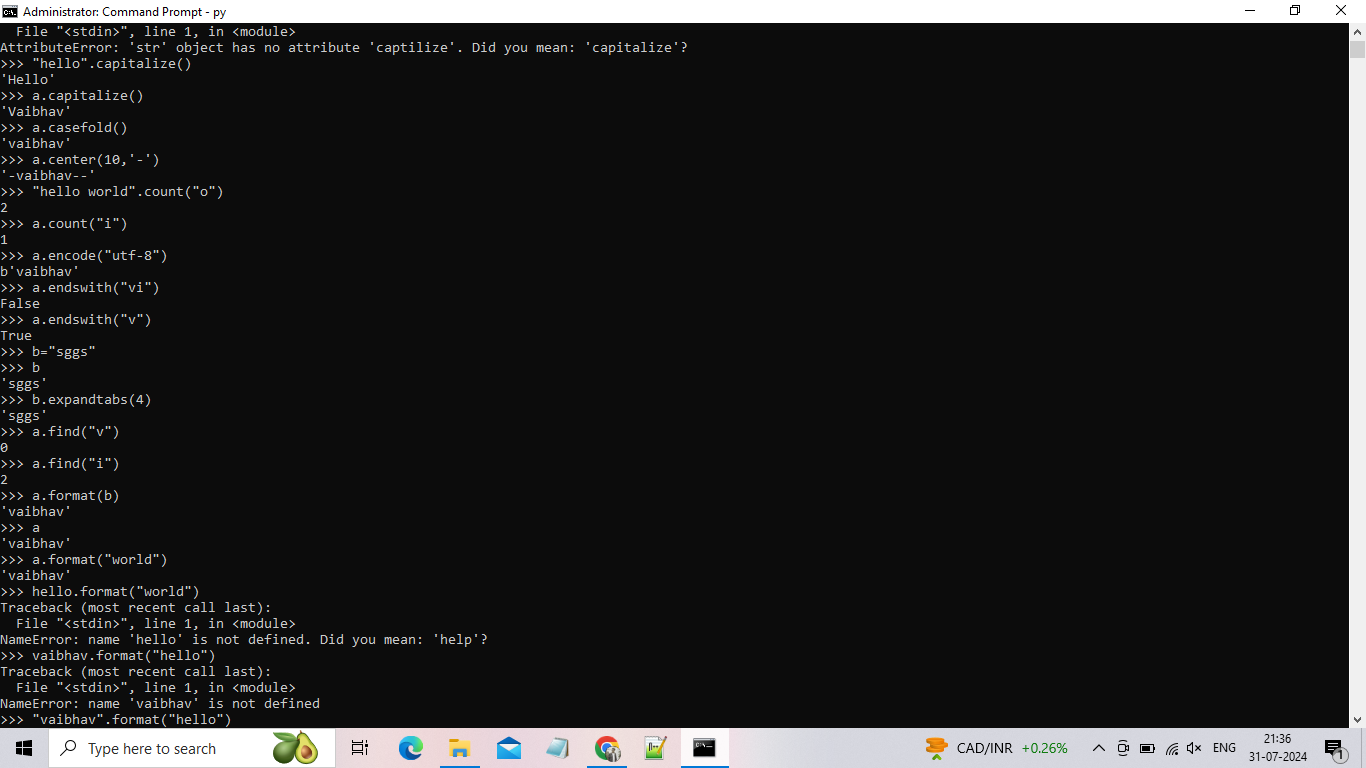 Administrator: Command Prompt - py
  File "<stdin>", line 1, in <module>
AttributeError: 'str' object has no attribute 'captilize'. Did you mean: 'capitalize'?
>>> "hello".capitalize()
'Hello'
>>> a.capitalize()
'Vaibhav'
>>> a.casefold()
'vaibhav'
>>> a.center(10,'-')
'-vaibhav--'
>>> "hello world".count("o")
2
>>> a.count("i")
1
>>> a.encode("utf-8")
b'vaibhav'
>>> a.endswith("vi")
False
>>> a.endswith("v")
True
>>> b="sggs"
>>> b
'sggs'
>>> b.expandtabs(4)
'sggs'
>>> a.find("v")
0
>>> a.find("i")
2
>>> a.format(b)
'vaibhav'
>>> a
'vaibhav'
>>> a.format("world")
'vaibhav'
>>> hello.format("world")
Traceback (most recent call last):
  File "<stdin>", line 1, in <module>
NameError: name 'hello' is not defined. Did you mean: 'help'?
>>> vaibhav.format("hello")
Traceback (most recent call last):
  File "<stdin>", line 1, in <module>
NameError: name 'vaibhav' is not defined
>>> "vaibhav".format("hello")
Type here to search
CAD/INR +0.26%
ENG
21:36
31-07-2024
1